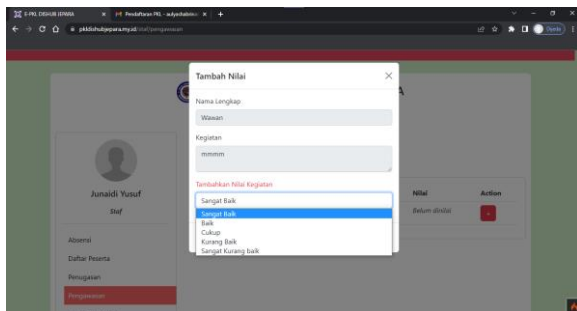 E-PKL DISHUB JEPARA
Pendaftaran PKL - aulyashabrina
pkldishubjepara.my.id/staf/pengawasan
Tambah Nilai
Nama Lengkap
Wawan
Kegiatan
mmmm
Tambahkan Nilai Kegiatan
Sangat Baik
Sangat Baik
Baik
Cukup
Kurang Baik
Sangat Kurang baik
A
Junaidi Yusuf
Staf
Nilai
Action
Belum dinilai
+
Absensi
Daftar Peserta
Penugasan
Pengawasan